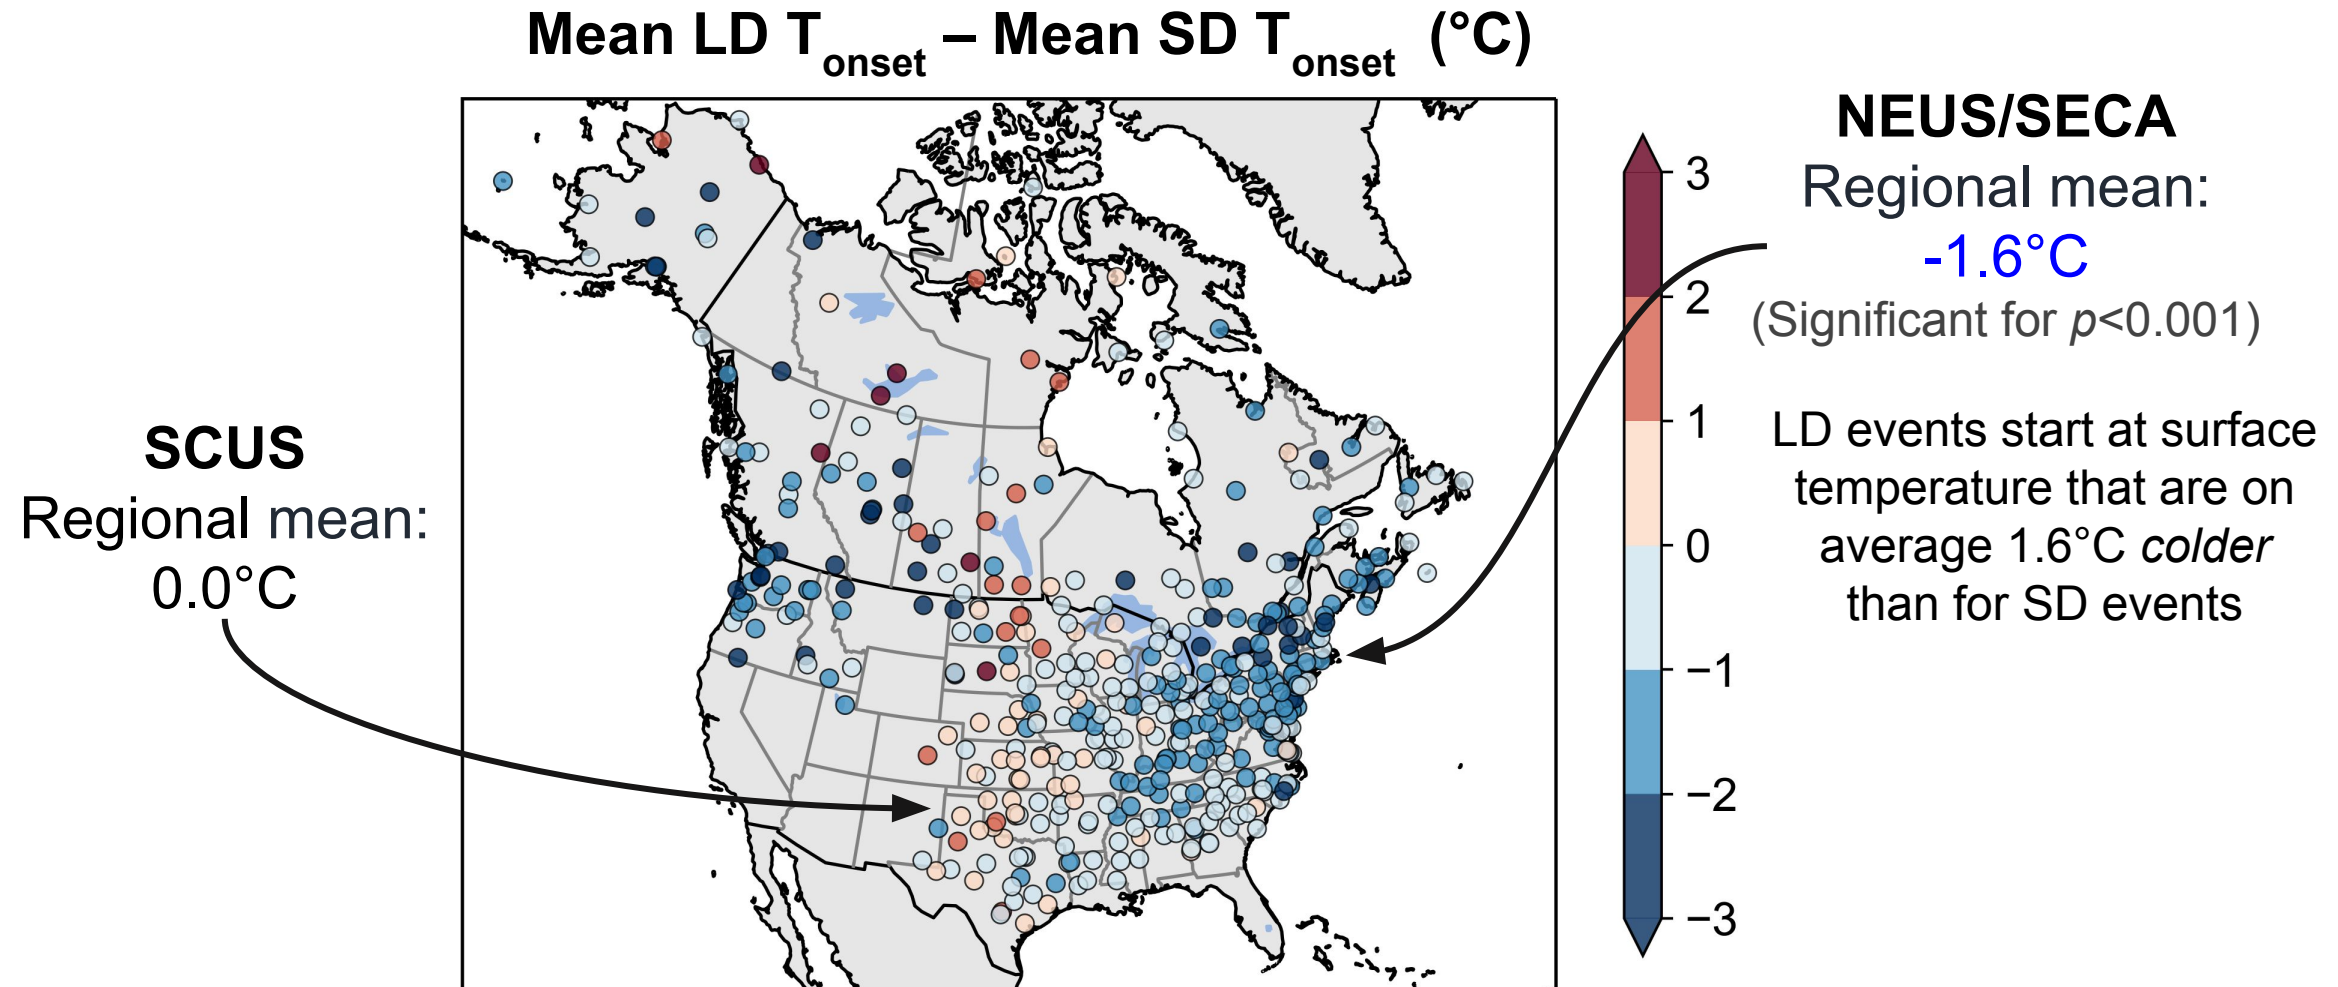 Mean LD Tonset – Mean SD Tonset (°C)
SCUS
Regional mean:
0.0°C
3
2
1
0
−1
−2
−3
NEUS/SECA
Regional mean:
-1.6°C
(Significant for p<0.001)
LD events start at surface
temperature that are on
average 1.6°C colder
than for SD events